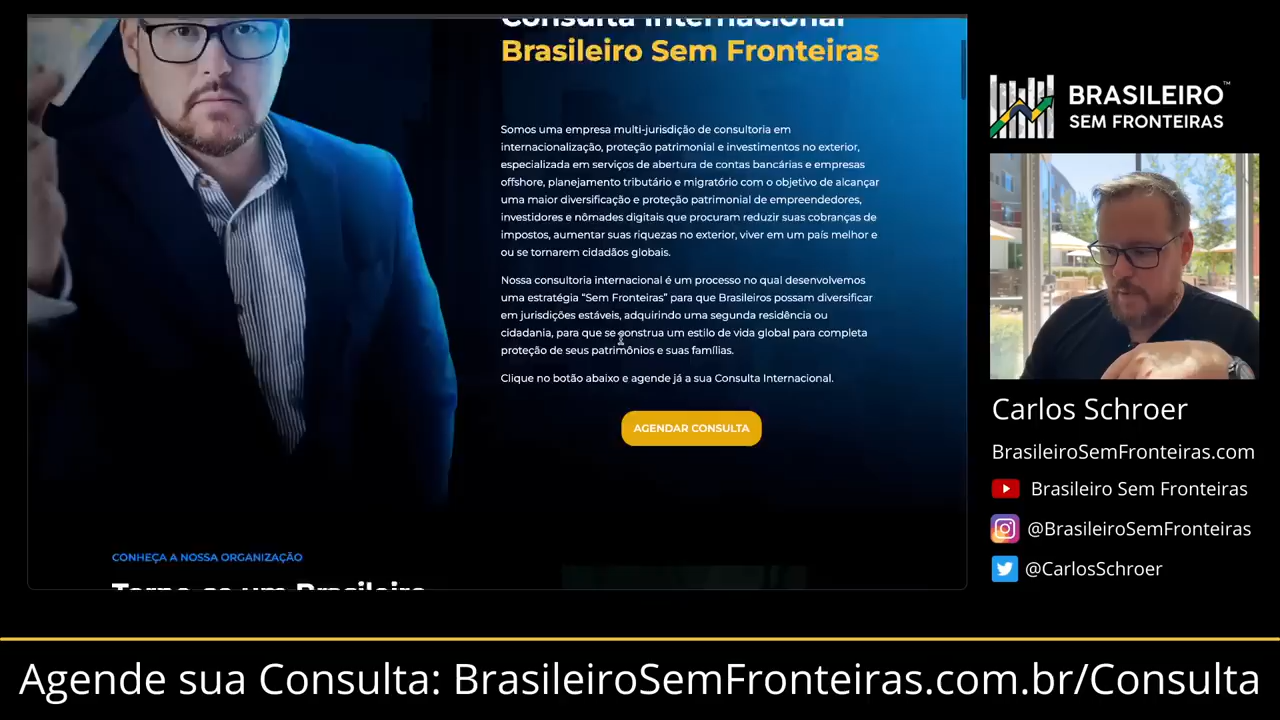 Consulta Internacional
Brasileiro Sem Fronteiras
Somos uma empresa multi-jurisdição de consultoria em
internacionalização, proteção patrimonial e investimentos no exterior,
especializada em serviços de abertura de contas bancárias e empresas
offshore, planejamento tributário e migratório com o objetivo de alcançar
uma maior diversificação e proteção patrimonial de empreendedores,
investidores e nômades digitais que procuram reduzir suas cobranças de
impostos, aumentar suas riquezas no exterior, viver em um país melhor e
ou se tornarem cidadãos globais.
Nossa consultoria internacional é um processo no qual desenvolvemos
uma estratégia “Sem Fronteiras” para que Brasileiros possam diversificar
em jurisdições estáveis, adquirindo uma segunda residência ou
cidadania, para que se construa um estilo de vida global para completa
proteção de seus patrimônios e suas famílias.
Clique no botão abaixo e agende já a sua Consulta Internacional.
AGENDAR CONSULTA
CONHEÇA A NOSSA ORGANIZAÇÃO
Torne-se um Brasileiro
BRASILEIRO™
SEM FRONTEIRAS
Carlos Schroer
BrasileiroSemFronteiras.com
Brasileiro Sem Fronteiras
@BrasileiroSemFronteiras
@CarlosSchroer
Agende sua Consulta: BrasileiroSemFronteiras.com.br/Consulta